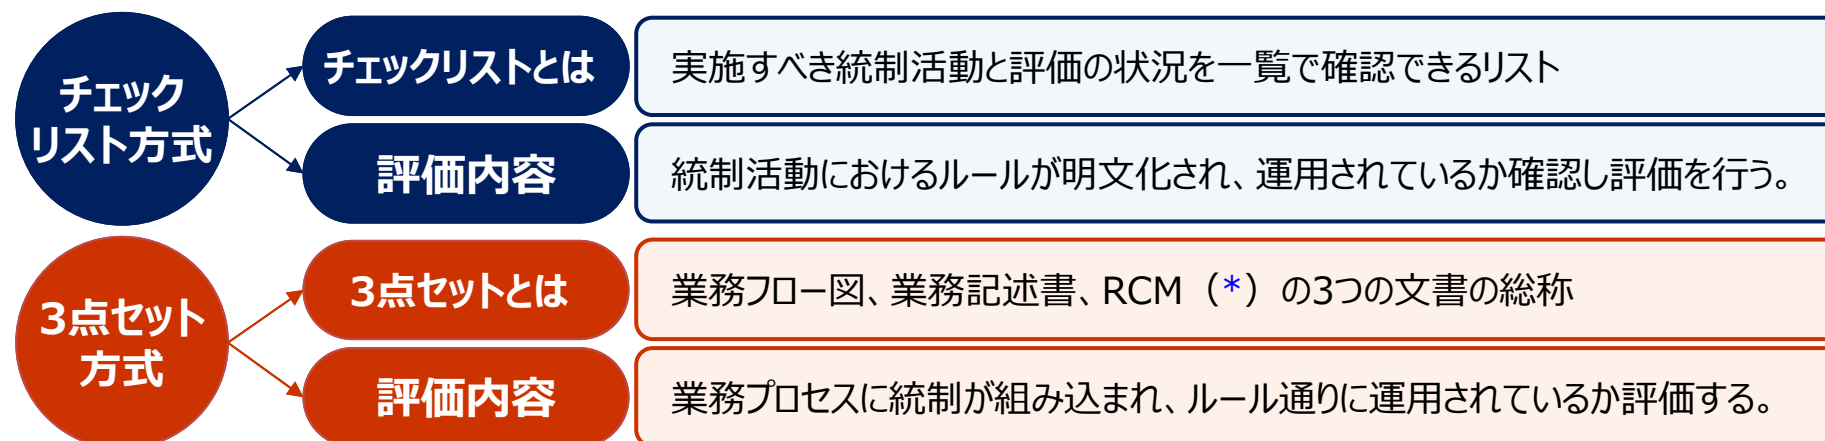 チェック
リスト方式
チェックリストとは
実施すべき統制活動と評価の状況を一覧で確認できるリスト
評価内容
統制活動におけるルールが明文化され、運用されているか確認し評価を行う。
3点セット
方式
3点セットとは
業務フロー図、業務記述書、RCM（*）の3つの文書の総称
評価内容
業務プロセスに統制が組み込まれ、ルール通りに運用されているか評価する。